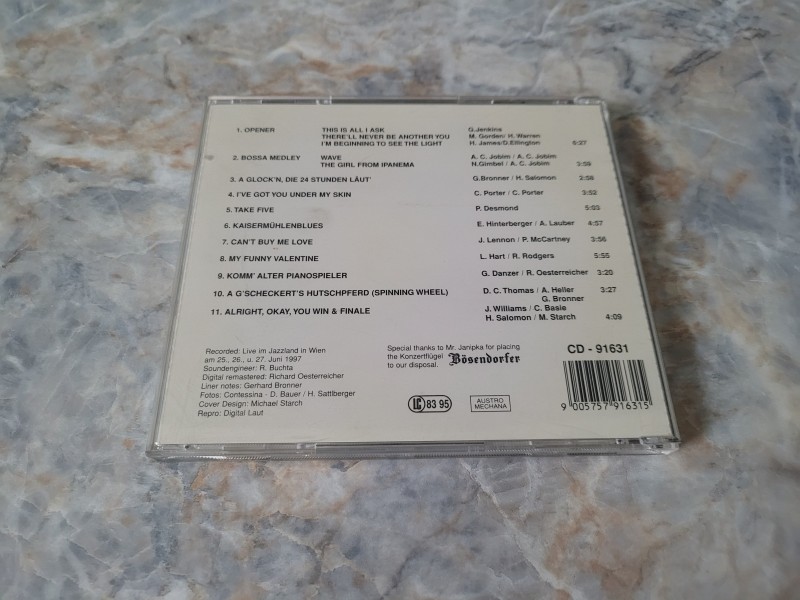 1. OPENER THIS IS ALL I ASK G.Jenkins
THERE'LL NEVER BE ANOTHER YOU M. Gorden/ H. Warren
I'M BEGINNING TO SEE THE LIGHT H. James/D.Ellington 6:27
2. BOSSA MEDLEY WAVE A. C. Jobim / A. C. Jobim
THE GIRL FROM IPANEMA N.Gimbel / A. C. Jobim 3:59
3. A GLOCK'N, DIE 24 STUNDEN LÄUT' G.Bronner / H. Salomon 2:58
4. I'VE GOT YOU UNDER MY SKIN C. Porter / C. Porter 3:52
5. TAKE FIVE P. Desmond 5:03
6. KAISERMÜHLENBLUES E. Hinterberger / A. Lauber 4:57
7. CAN'T BUY ME LOVE J. Lennon / P. McCartney 3:56
8. MY FUNNY VALENTINE L. Hart / R. Rodgers 5:55
9. KOMM' ALTER PIANOSPIELER G. Danzer / R. Oesterreicher 3:20
10. A G'SCHECKERT'S HUTSCHPFERD (SPINNING WHEEL) D. C. Thomas / A. Heller 3:27
G. Bronner
11. ALRIGHT, OKAY, YOU WIN & FINALE J. Williams / C. Basie
H. Salomon / M. Starch 4:09
Recorded: Live im Jazzland in Wien
am 25., 26., u. 27. Juni 1997
Soundengineer: R. Buchta
Digital remastered: Richard Oesterreicher
Liner notes: Gerhard Bronner
Fotos: Contessina - D. Bauer / H. Sattlberger
Cover Design: Michael Starch
Repro: Digital Laut
Special thanks to Mr. Janipka for placing
the Konzertflügel Bösendorfer
to our disposal.
LC 83 95
AUSTRO
MECHANA
CD - 91631
9 005757 916315